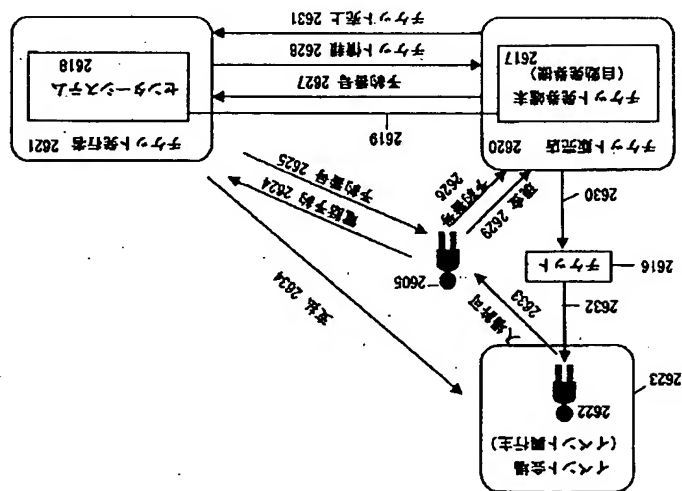 イベント会場
(イベント興行主)
2622
2623
2632
入場許可 2633
支払 2634
チケット
2616
2605
2630
現金 2629
予約番号 2626
電話予約 2624
予約番号 2625
チケット販売店 2620
2619
チケット発行者 2621
チケット発券端末
(自動発券機)
2617
予約番号 2627
センターシステム
2618
チケット情報 2628
チケット売上 2631